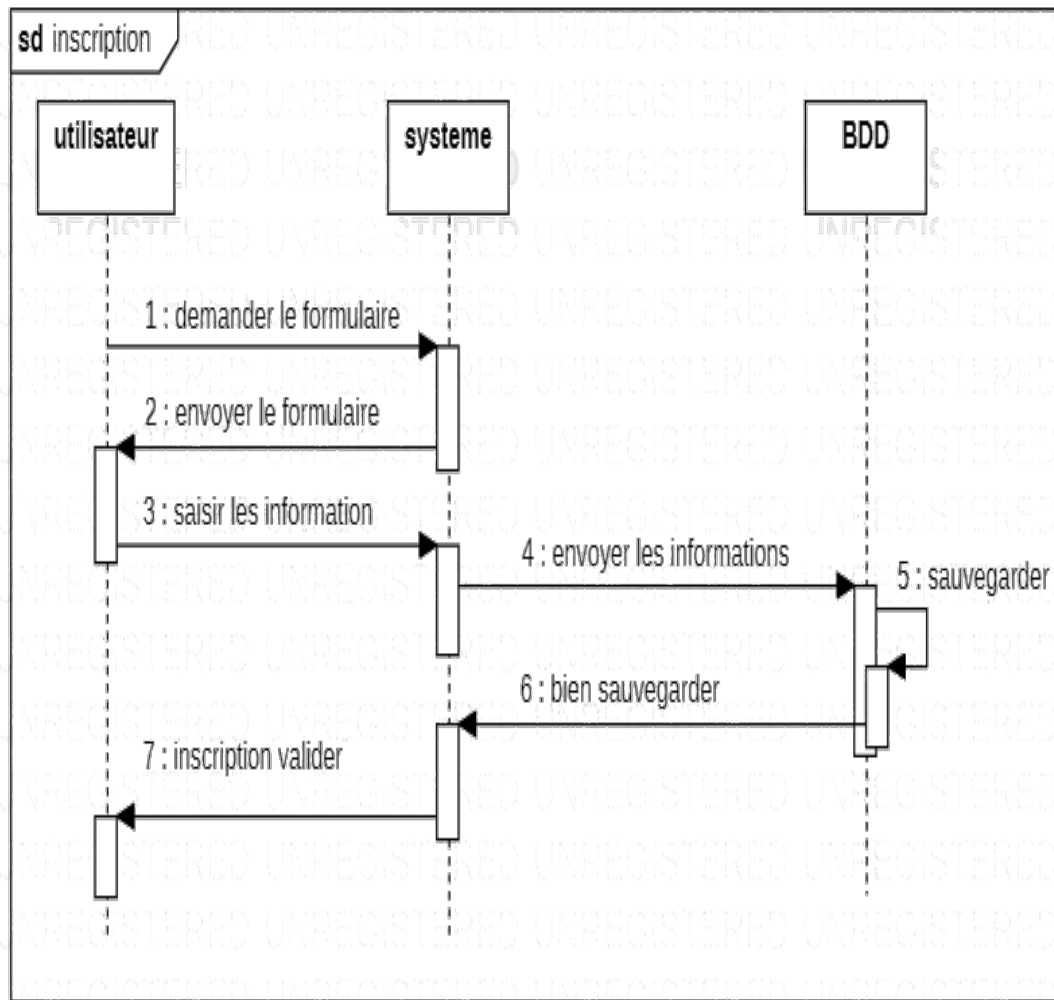 sd inscription
utilisateur
systeme
BDD
1 : demander le formulaire
2 : envoyer le formulaire
3 : saisir les information
4 : envoyer les informations
5 : sauvegarder
6 : bien sauvegarder
7 : inscription valider
UNREGISTERED